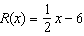 R(x) = 1/2 x − 6